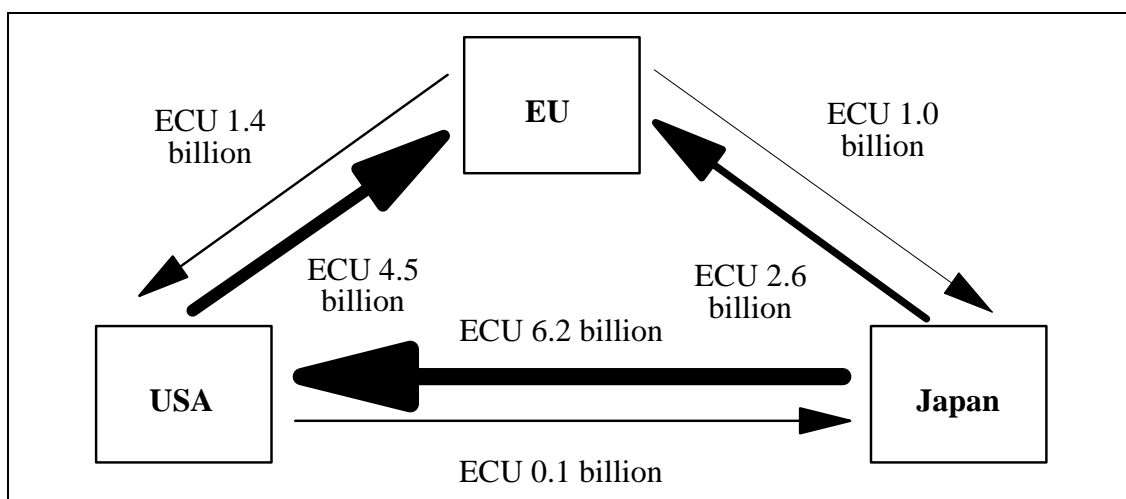 EU
ECU 1.4
billion
ECU 1.0
billion
ECU 4.5
billion
ECU 2.6
billion
ECU 6.2 billion
USA
Japan
ECU 0.1 billion